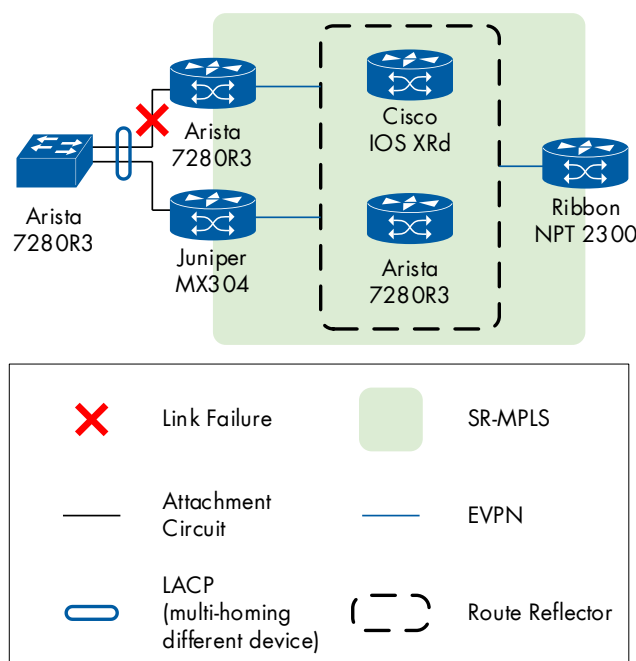 Cisco
IOS XRd
Arista
7280R3
Ribbon
NPT 2300
Arista
7280R3
Juniper
MX304
Arista
7280R3
Link Failure
SR-MPLS
Attachment
Circuit
EVPN
LACP
(multi-homing
different device)
Route Reflector